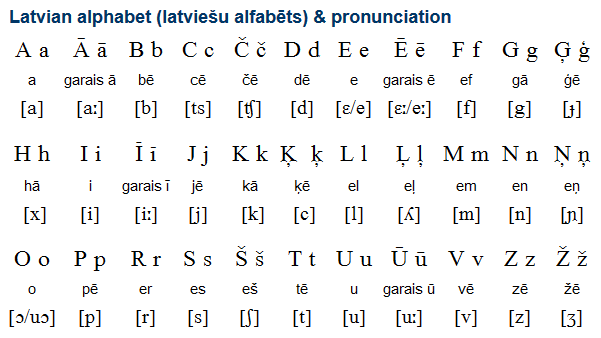 Latvian alphabet (latviešu alfabēts) & pronunciation
A a Ā ā B b C c Č č D d E e Ē ē F f G g Ģ ģ
a garais ā bē cē čē dē e garais ē ef gā ģē
[a] [aː] [b] [ts] [ʧ] [d] [ɛ/e] [ɛː/eː] [f] [g] [ɟ]
H h I i Ī ī J j K k Ķ ķ L l Ļ ļ M m N n Ņ ņ
hā i garais ī jē kā ķē el eļ em en eņ
[x] [i] [iː] [j] [k] [c] [l] [ʎ] [m] [n] [ɲ]
O o P p R r S s Š š T t U u Ū ū V v Z z Ž ž
o pē er es eš tē u garais ū vē zē žē
[ɔ/uɔ] [p] [r] [s] [ʃ] [t] [u] [uː] [v] [z] [ʒ]